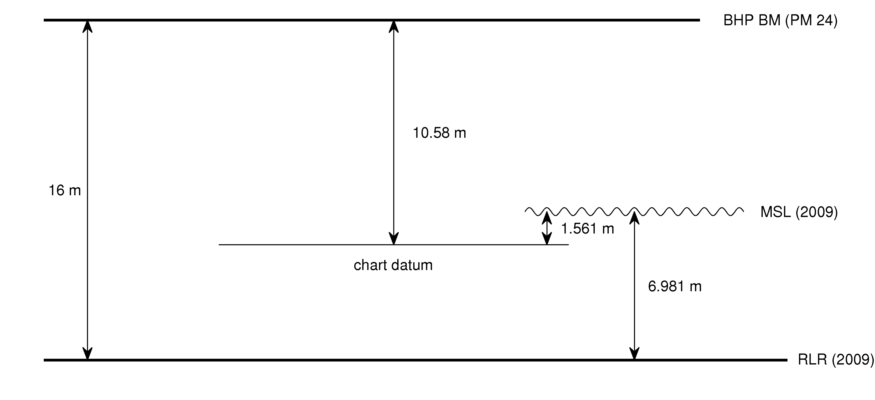 BHP BM (PM 24)
10.58 m
16 m
MSL (2009)
1.561 m
chart datum
6.981 m
RLR (2009)